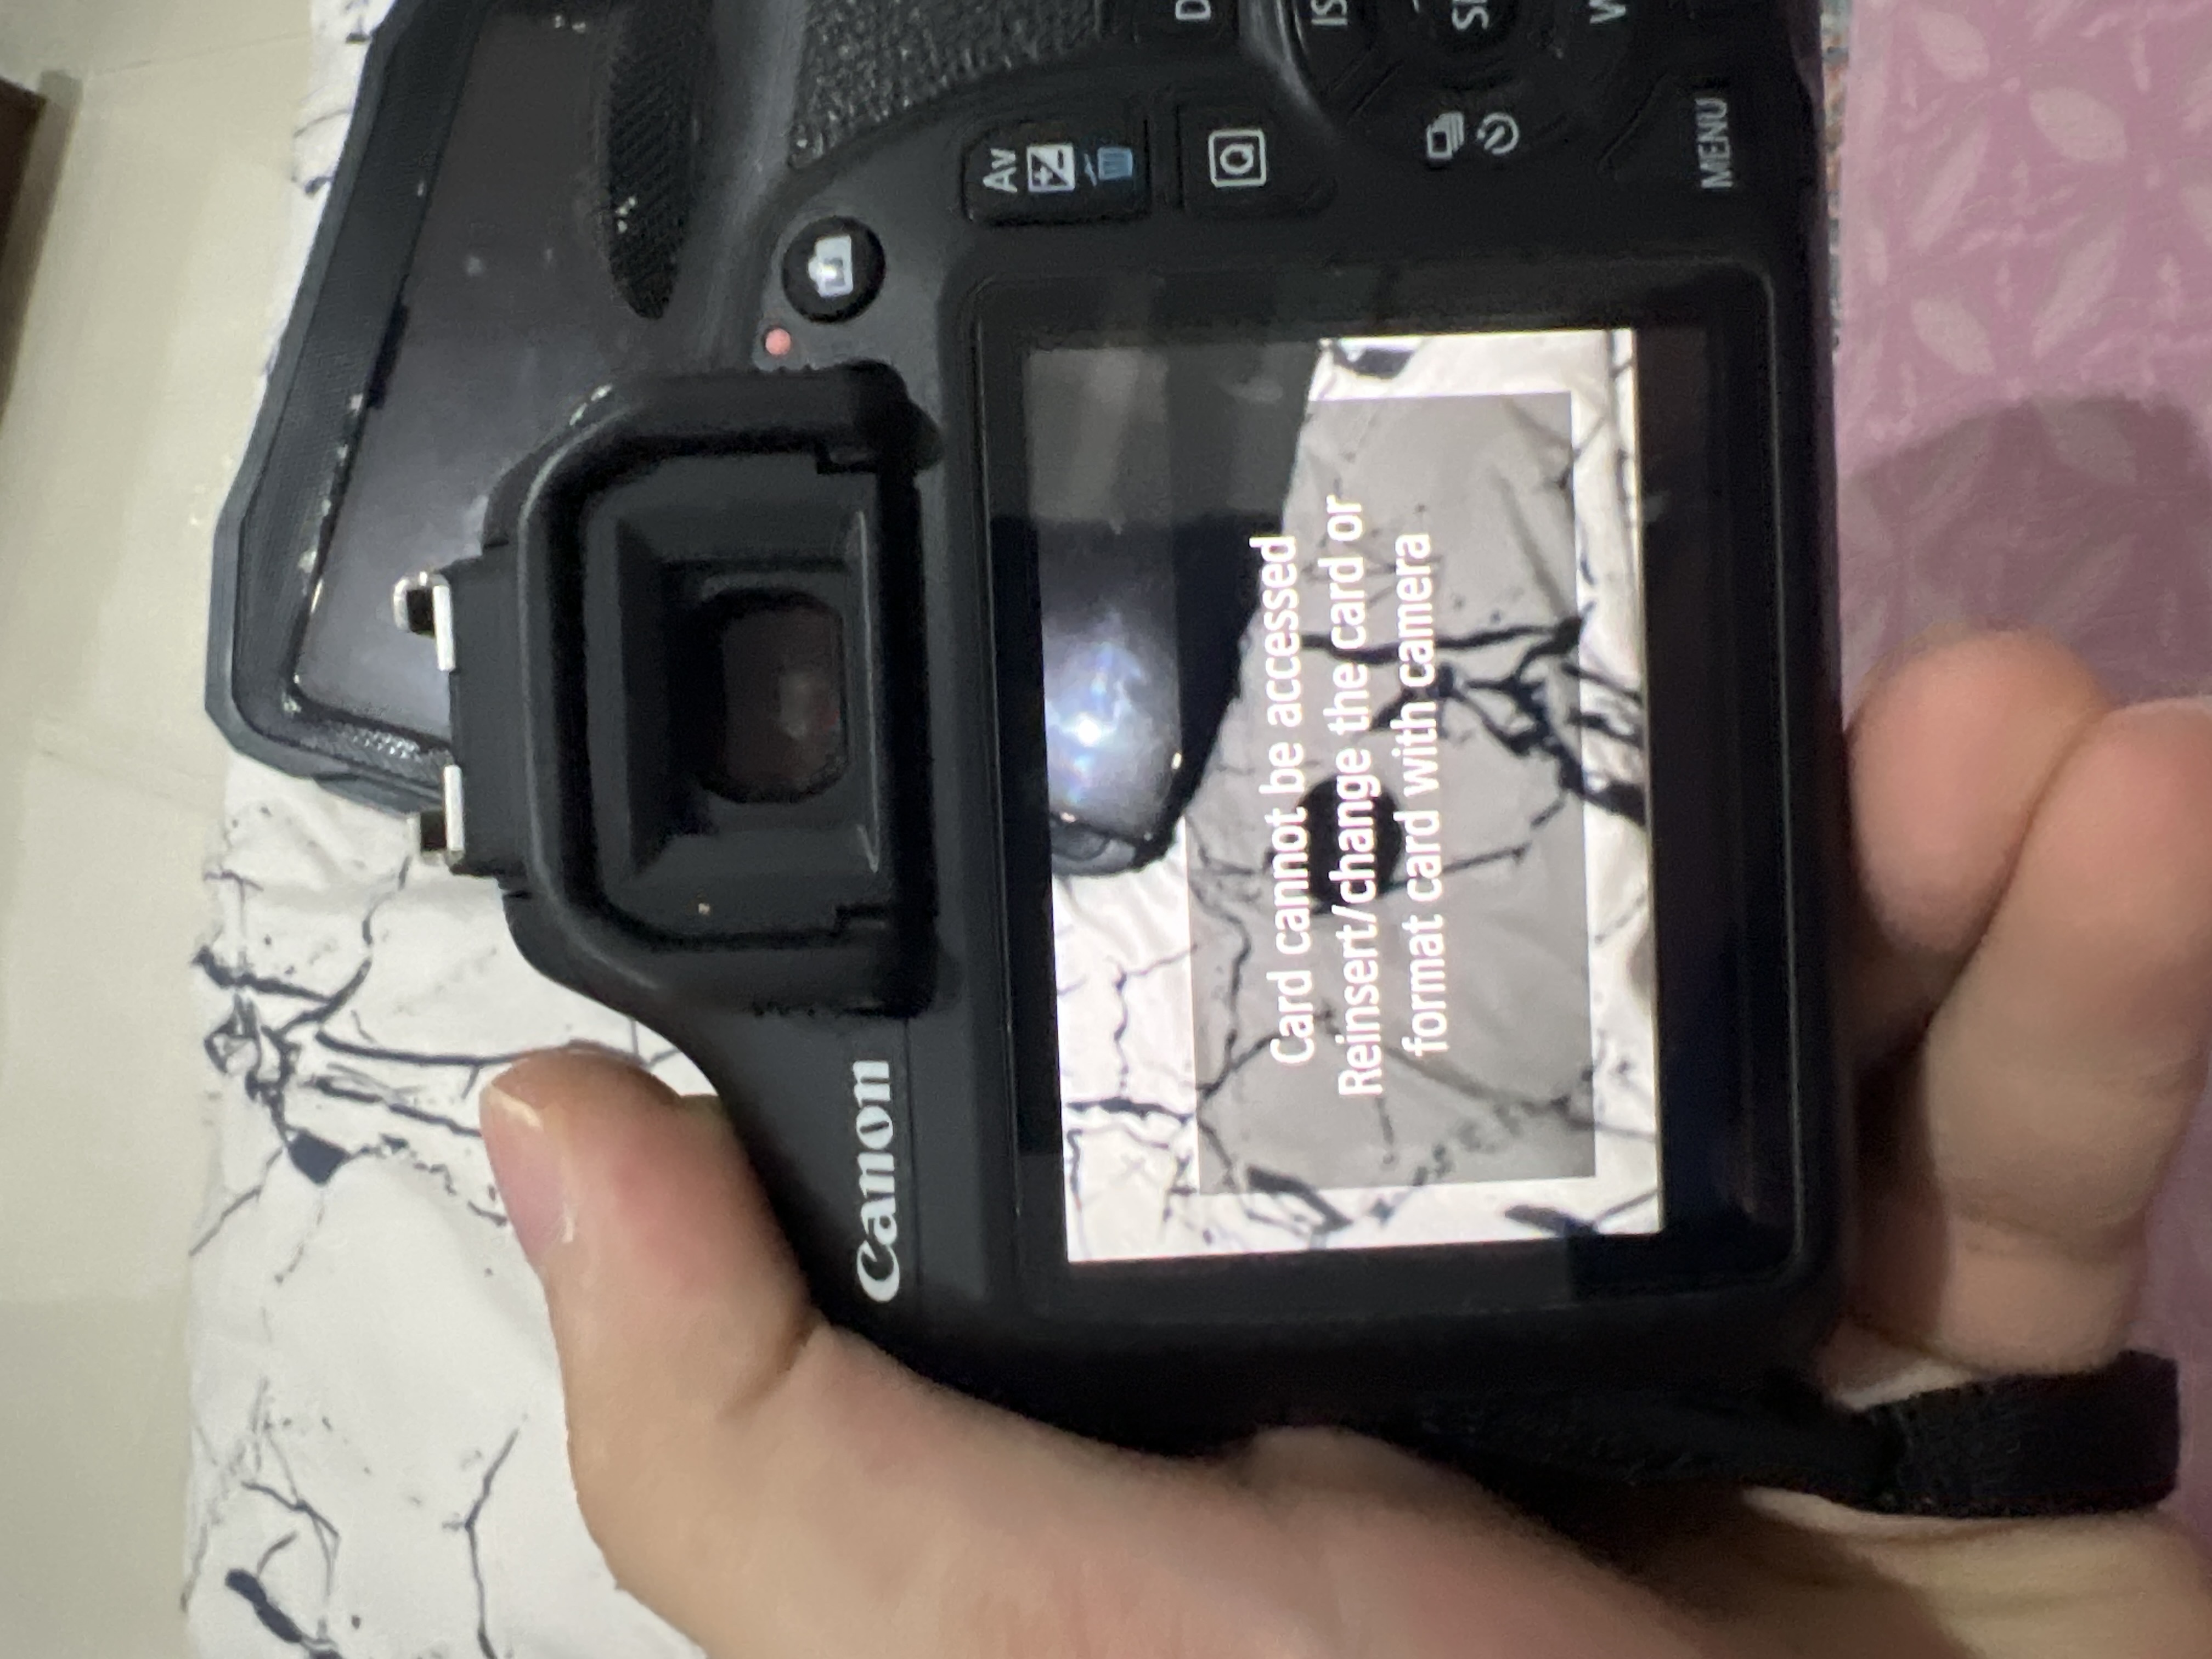 Canon
Av
Q
Card cannot be accessed
Reinsert/change the card or
format card with camera
MENU